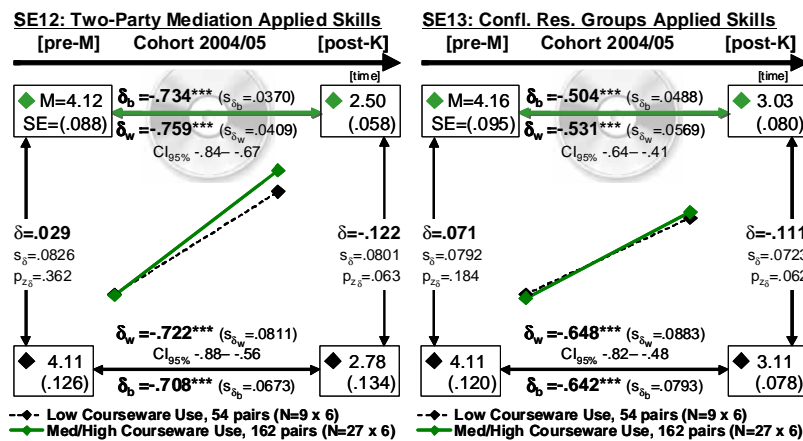 SE12: Two-Party Mediation Applied Skills
[pre-M] Cohort 2004/05 [post-K]
[time]
M=4.12
SE=(.088)
δb=-.734*** (sδb=.0370)
δw=-.759*** (sδw=.0409)
CI95% -.84– -.67
2.50
(.058)
δ=.029
sδ=.0826
pzδ=.362
δ=-.122
sδ=.0801
pzδ=.063
4.11
(.126)
δw=-.722*** (sδw=.0811)
CI95% -.88– -.56
δb=-.708*** (sδb=.0673)
2.78
(.134)
Low Courseware Use, 54 pairs (N=9 x 6)
Med/High Courseware Use, 162 pairs (N=27 x 6)
SE13: Confl. Res. Groups Applied Skills
[pre-M] Cohort 2004/05 [post-K]
[time]
M=4.16
SE=(.095)
δb=-.504*** (sδb=.0488)
δw=-.531*** (sδw=.0569)
CI95% -.64– -.41
3.03
(.080)
δ=.071
sδ=.0792
pzδ=.184
δ=-.111
sδ=.0723
pzδ=.062
4.11
(.120)
δw=-.648*** (sδw=.0883)
CI95% -.82– -.48
δb=-.642*** (sδb=.0793)
3.11
(.078)
Low Courseware Use, 54 pairs (N=9 x 6)
Med/High Courseware Use, 162 pairs (N=27 x 6)